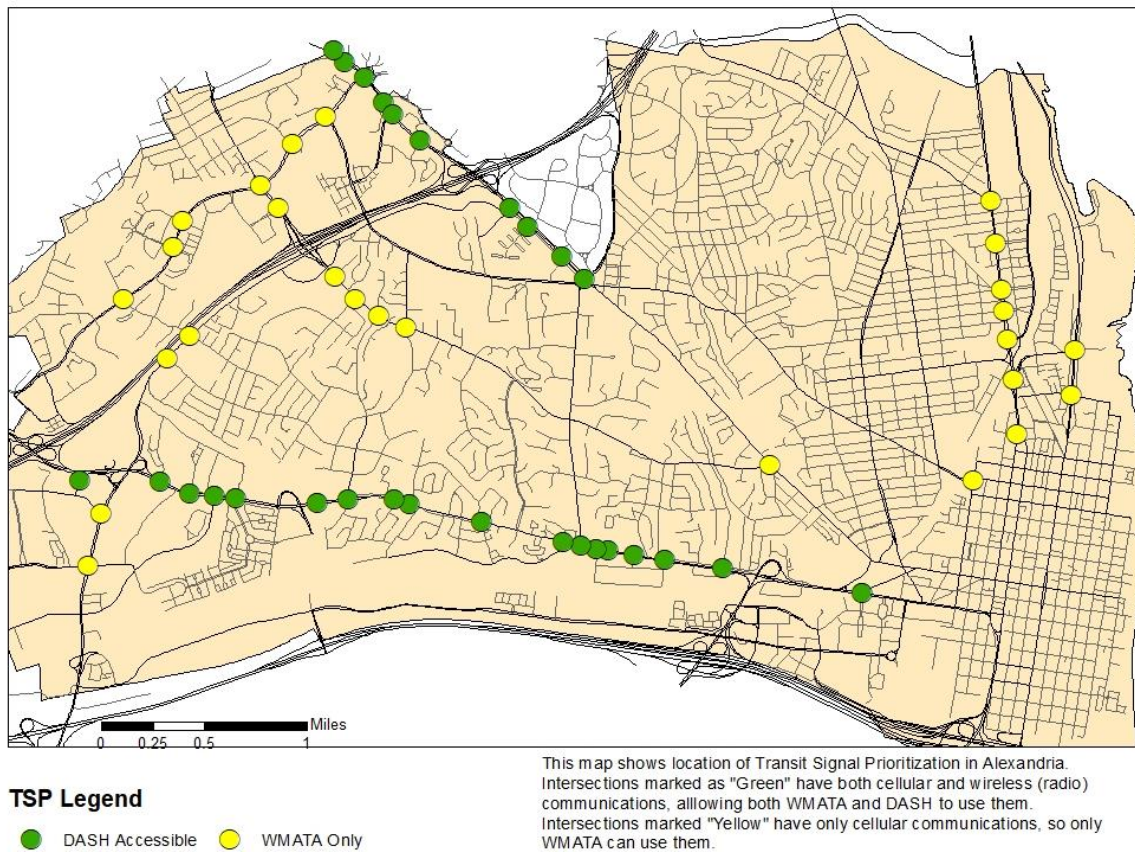 Miles
0 0.25 0.5 1
This map shows location of Transit Signal Prioritization in Alexandria.
Intersections marked as "Green" have both cellular and wireless (radio)
communications, alllowing both WMATA and DASH to use them.
Intersections marked "Yellow" have only cellular communications, so only
WMATA can use them.
TSP Legend
DASH Accessible WMATA Only